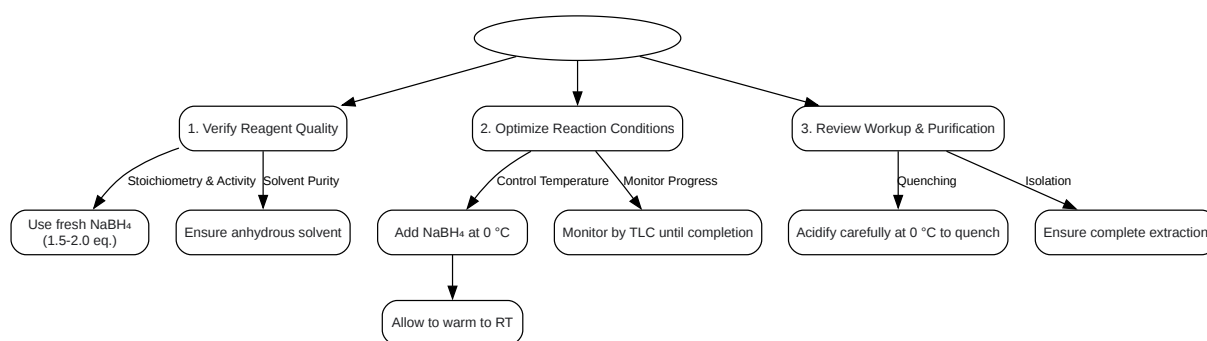 1. Verify Reagent Quality
2. Optimize Reaction Conditions
3. Review Workup & Purification
Stoichiometry & Activity
Solvent Purity
Control Temperature
Monitor Progress
Quenching
Isolation
Use fresh NaBH₄
(1.5-2.0 eq.)
Ensure anhydrous solvent
Add NaBH₄ at 0 °C
Monitor by TLC until completion
Acidify carefully at 0 °C to quench
Ensure complete extraction
Allow to warm to RT